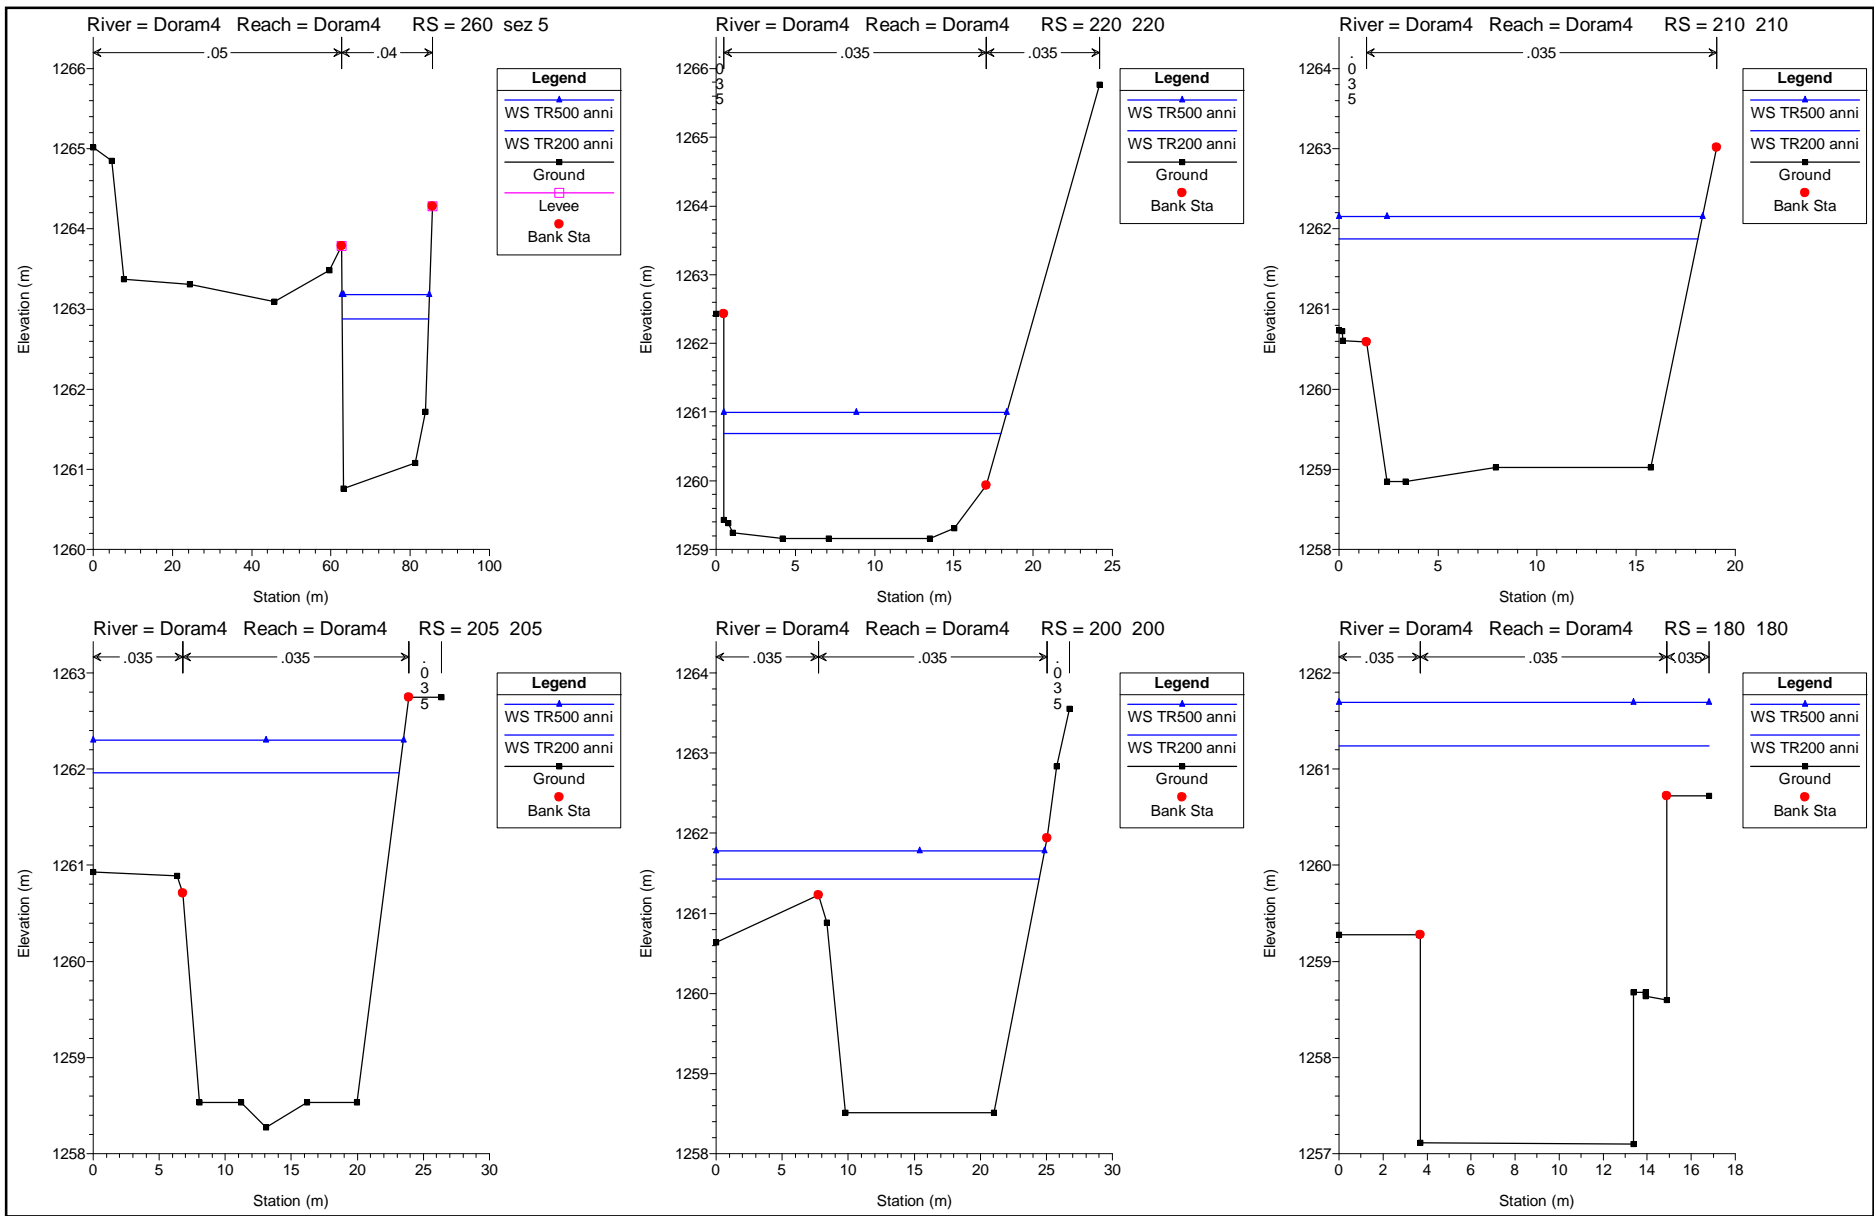 River = Doram4 Reach = Doram4 RS = 260 sez 5
.05 .04
Legend
WS TR500 anni
WS TR200 anni
Ground
Levee
Bank Sta
1266
1265
1264
1263
1262
1261
1260
Elevation (m)
0 20 40 60 80 100
Station (m)
River = Doram4 Reach = Doram4 RS = 220 220
.035 .035 .035
Legend
WS TR500 anni
WS TR200 anni
Ground
Bank Sta
1266
1265
1264
1263
1262
1261
1260
1259
Elevation (m)
0 5 10 15 20 25
Station (m)
River = Doram4 Reach = Doram4 RS = 210 210
.035 .035
Legend
WS TR500 anni
WS TR200 anni
Ground
Bank Sta
1264
1263
1262
1261
1260
1259
1258
Elevation (m)
0 5 10 15 20
Station (m)
River = Doram4 Reach = Doram4 RS = 205 205
.035 .035 .035
Legend
WS TR500 anni
WS TR200 anni
Ground
Bank Sta
1263
1262
1261
1260
1259
1258
Elevation (m)
0 5 10 15 20 25 30
Station (m)
River = Doram4 Reach = Doram4 RS = 200 200
.035 .035 .035
Legend
WS TR500 anni
WS TR200 anni
Ground
Bank Sta
1264
1263
1262
1261
1260
1259
1258
Elevation (m)
0 5 10 15 20 25 30
Station (m)
River = Doram4 Reach = Doram4 RS = 180 180
.035 .035 .035
Legend
WS TR500 anni
WS TR200 anni
Ground
Bank Sta
1262
1261
1260
1259
1258
1257
Elevation (m)
0 2 4 6 8 10 12 14 16 18
Station (m)